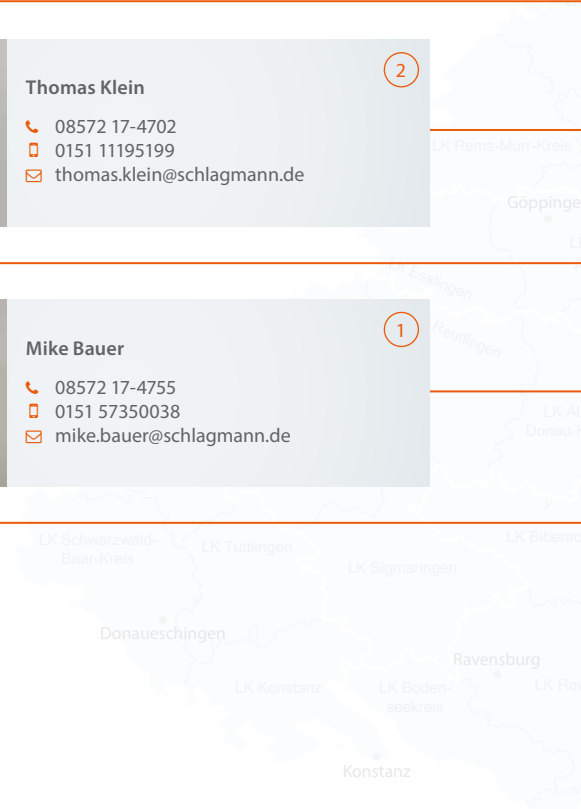 2
Thomas Klein
08572 17-4702
0151 11195199
thomas.klein@schlagmann.de
LK Rems-Murr-Kreis
Göppinge
LK Esslingen
1
Reutlingen
Mike Bauer
08572 17-4755
0151 57350038
mike.bauer@schlagmann.de
LK Al
Donau-
LK Schwarzwald-
Baar-Kreis
LK Tuttlingen
LK Biberac
LK Sigmaringen
Donaueschingen
Ravensburg
LK Konstanz
LK Boden-
seekreis
LK Rav
Konstanz